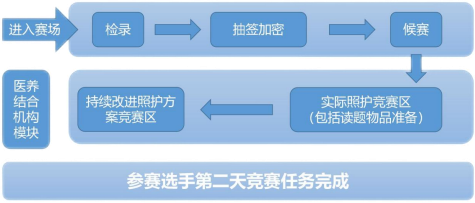 进入赛场
检录
抽签加密
候赛
医养
结合
机构
模块
持续改进照护方
案竞赛区
实际照护竞赛区
(包括读题物品准备)
参赛选手第二天竞赛任务完成